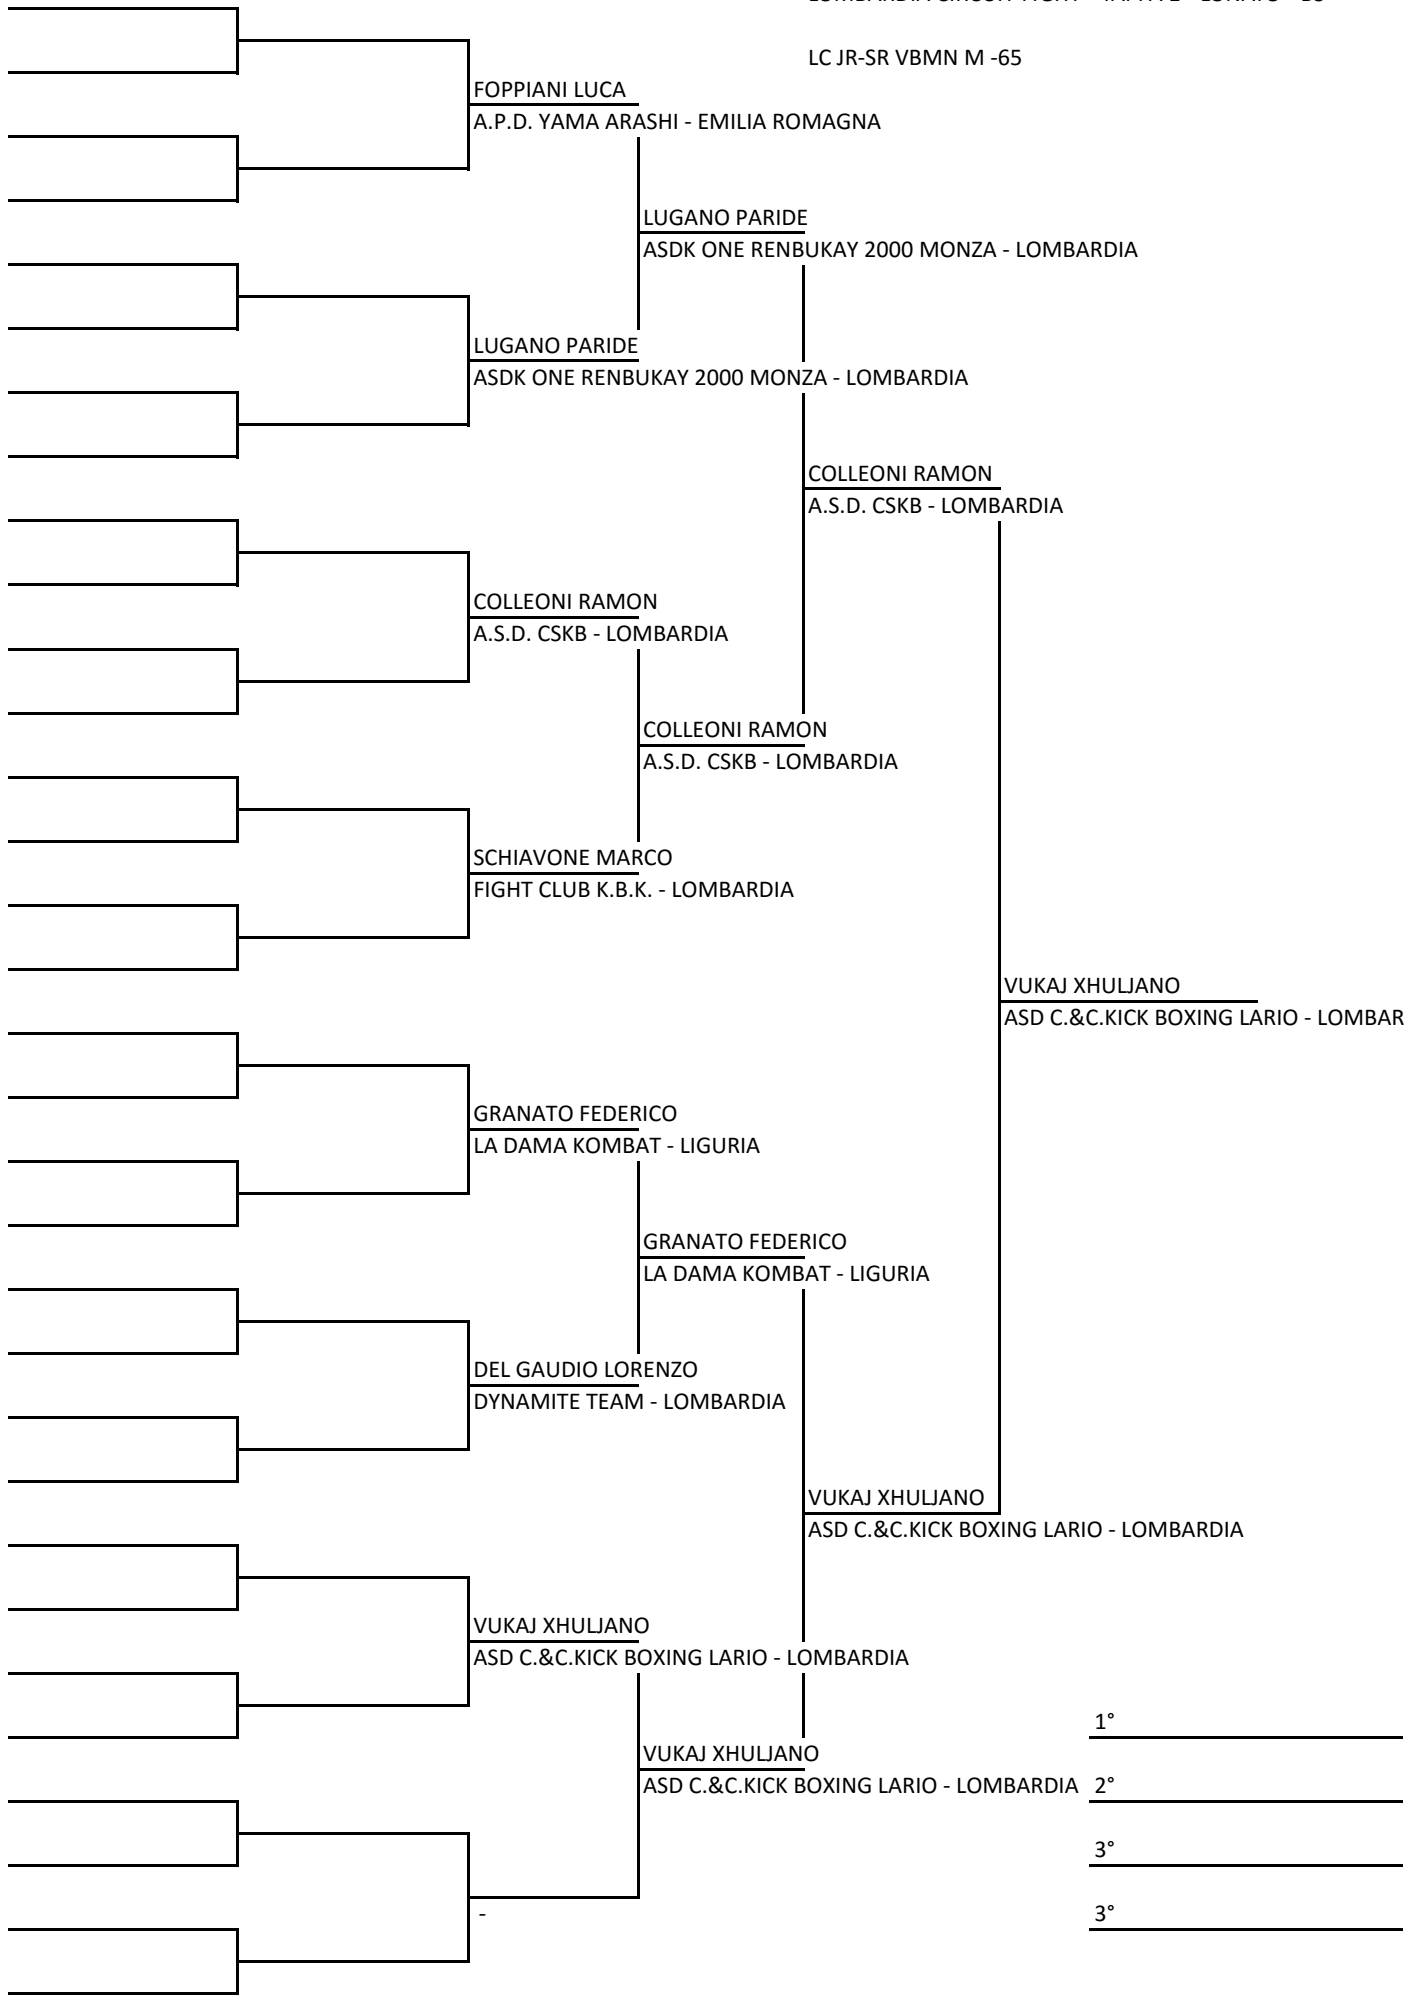 LC JR-SR VBMN M -65
FOPPIANI LUCA
A.P.D. YAMA ARASHI - EMILIA ROMAGNA
LUGANO PARIDE
ASDK ONE RENBUKAY 2000 MONZA - LOMBARDIA
LUGANO PARIDE
ASDK ONE RENBUKAY 2000 MONZA - LOMBARDIA
COLLEONI RAMON
A.S.D. CSKB - LOMBARDIA
COLLEONI RAMON
A.S.D. CSKB - LOMBARDIA
COLLEONI RAMON
A.S.D. CSKB - LOMBARDIA
SCHIAVONE MARCO
FIGHT CLUB K.B.K. - LOMBARDIA
VUKAJ XHULJANO
ASD C.&C.KICK BOXING LARIO - LOMBAR
GRANATO FEDERICO
LA DAMA KOMBAT - LIGURIA
GRANATO FEDERICO
LA DAMA KOMBAT - LIGURIA
DEL GAUDIO LORENZO
DYNAMITE TEAM - LOMBARDIA
VUKAJ XHULJANO
ASD C.&C.KICK BOXING LARIO - LOMBARDIA
VUKAJ XHULJANO
ASD C.&C.KICK BOXING LARIO - LOMBARDIA
1°
VUKAJ XHULJANO
ASD C.&C.KICK BOXING LARIO - LOMBARDIA
2°
3°
-
3°